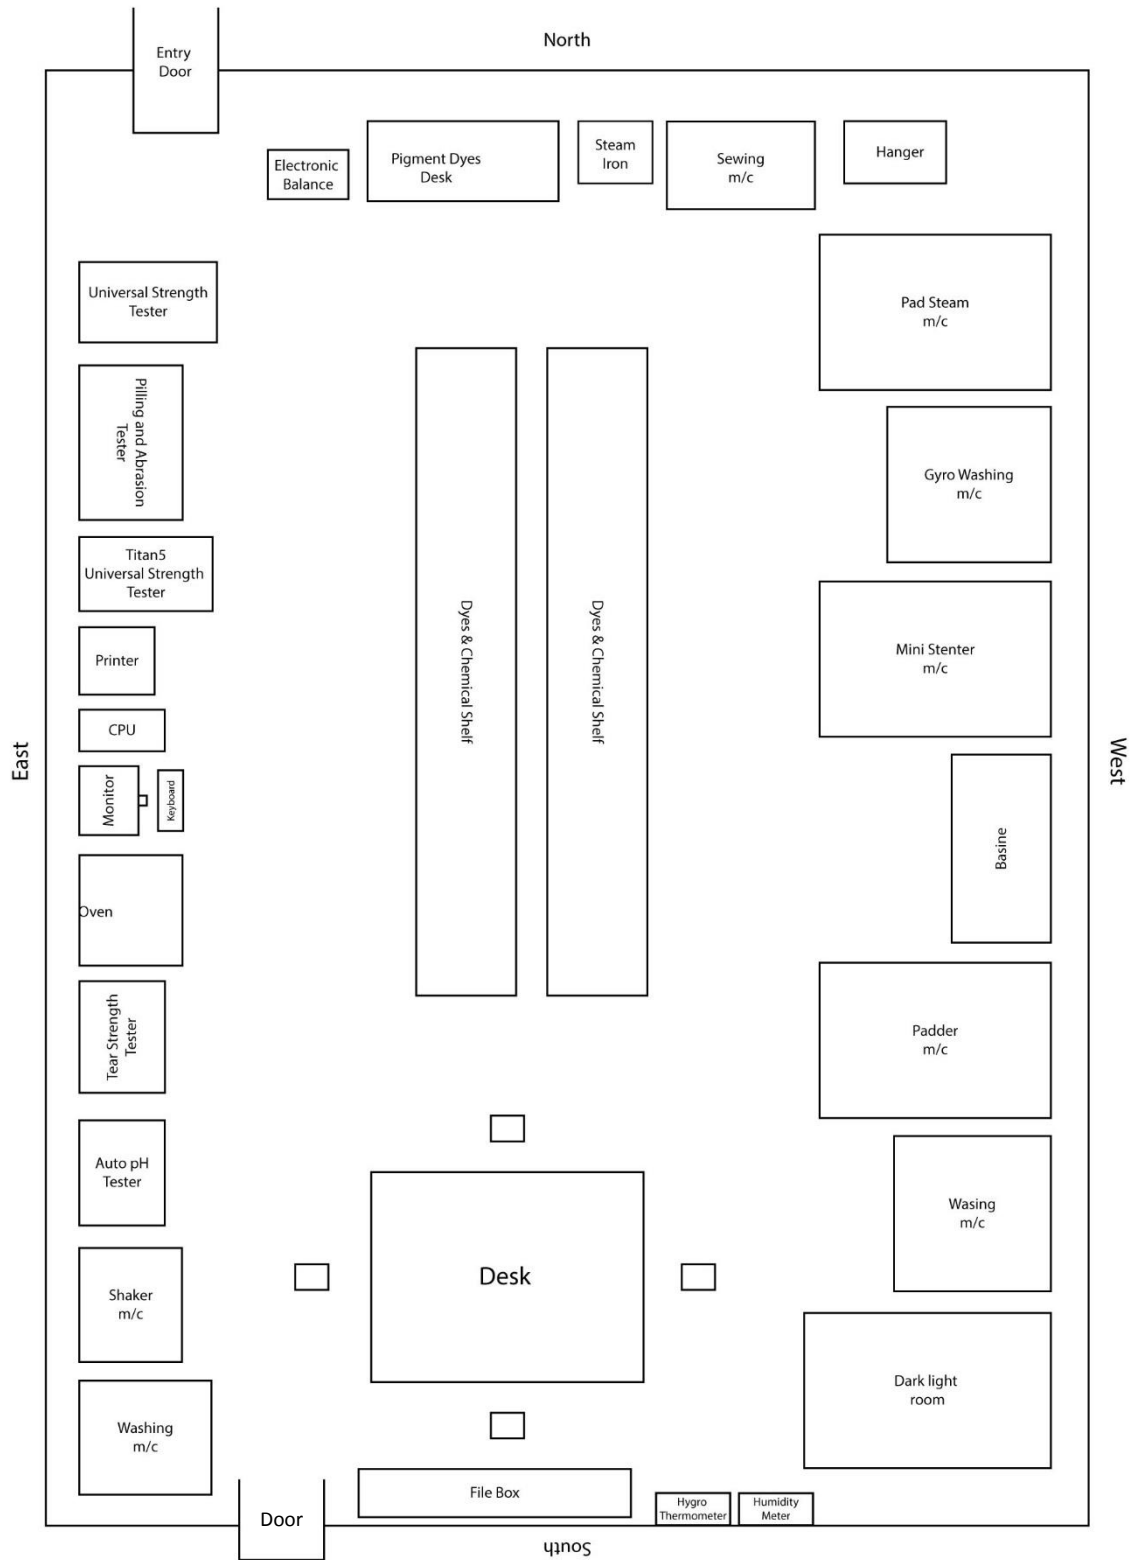 North
Entry
Door
Electronic
Balance
Pigment Dyes
Desk
Steam
Iron
Sewing
m/c
Hanger
Universal Strength
Tester
Pad Steam
m/c
Pilling and Abrasion
Tester
Gyro Washing
m/c
Titan5
Universal Strength
Tester
Dyes & Chemical Shelf
Dyes & Chemical Shelf
Mini Stenter
m/c
Printer
CPU
East
West
Monitor
Keyboard
Basine
Oven
Tear Strength
Tester
Padder
m/c
Auto pH
Tester
Wasing
m/c
Desk
Shaker
m/c
Dark light
room
Washing
m/c
File Box
Hygro
Thermometer
Humidity
Meter
Door
South